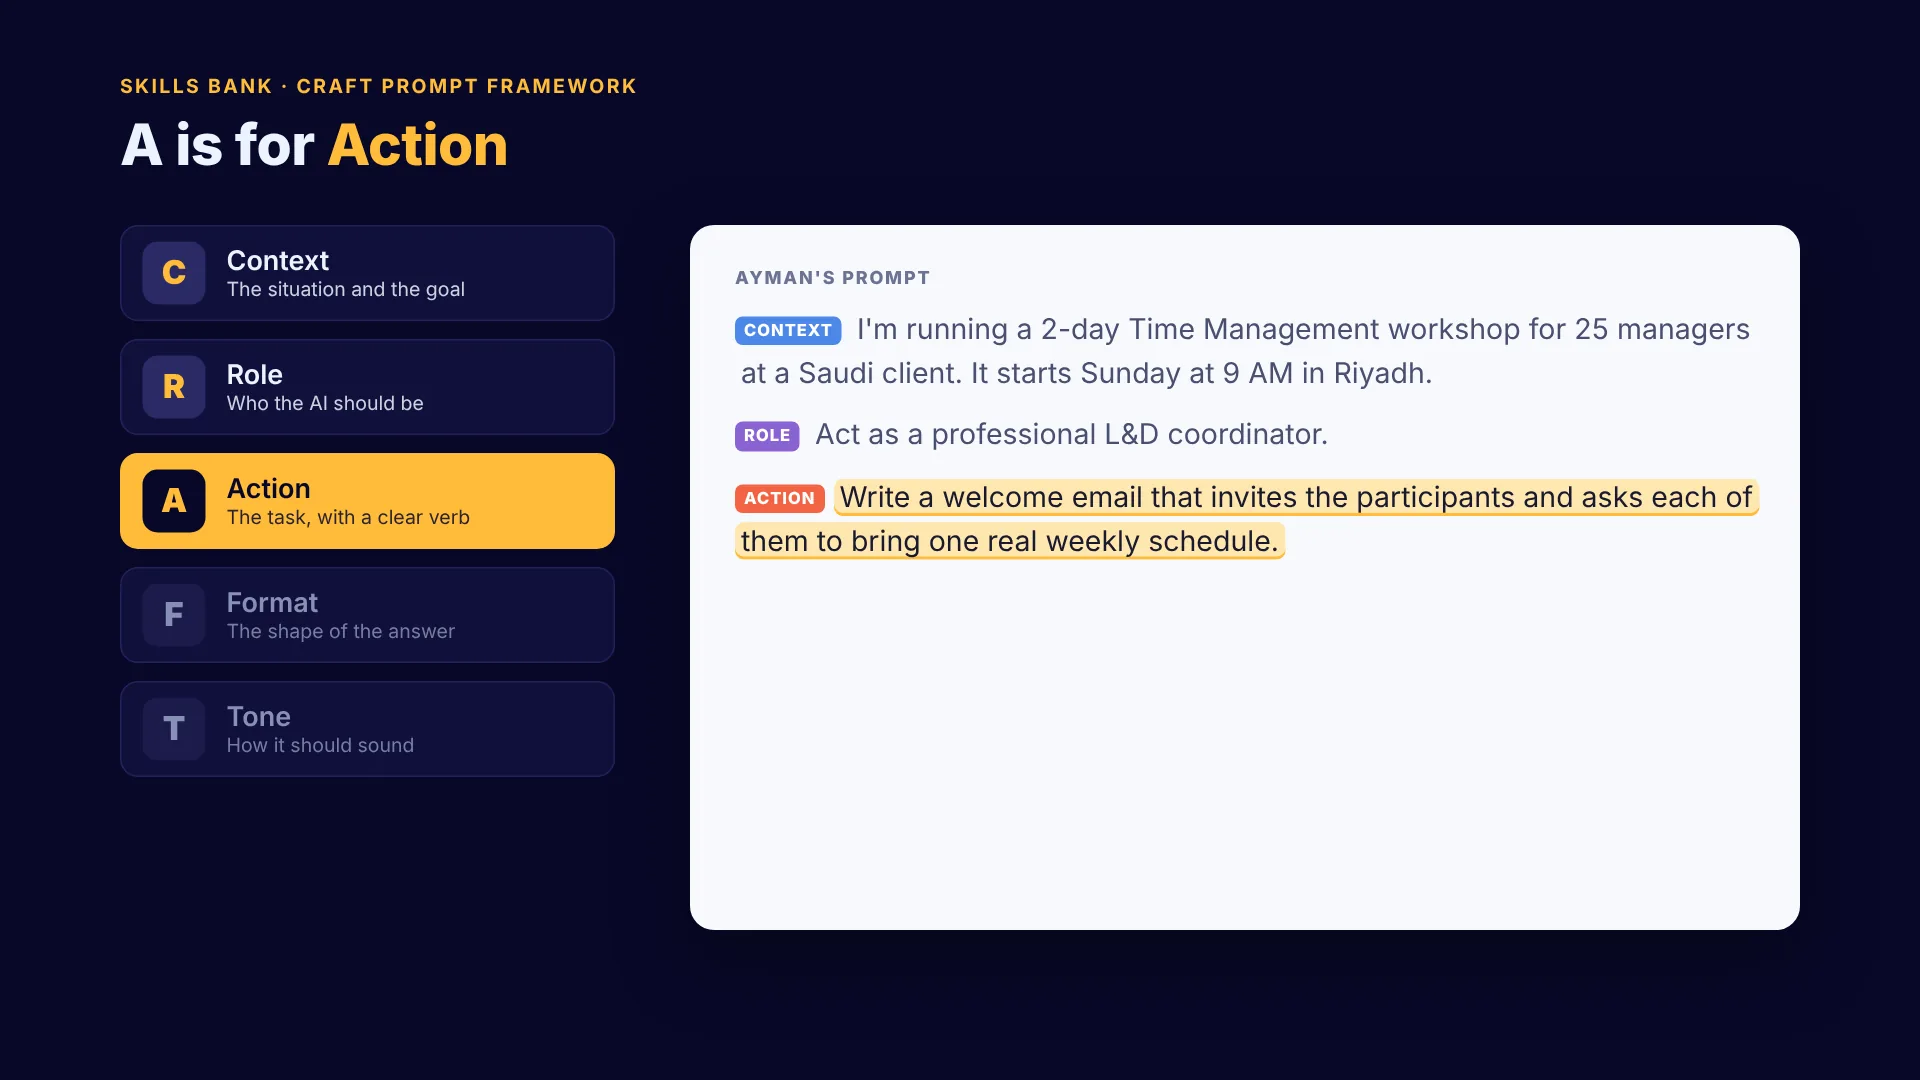 SKILLS BANK · CRAFT PROMPT FRAMEWORK
A is for Action
C
Context
The situation and the goal
R
Role
Who the AI should be
A
Action
The task, with a clear verb
F
Format
The shape of the answer
T
Tone
How it should sound
AYMAN'S PROMPT
CONTEXT I'm running a 2-day Time Management workshop for 25 managers
at a Saudi client. It starts Sunday at 9 AM in Riyadh.
ROLE Act as a professional L&D coordinator.
ACTION Write a welcome email that invites the participants and asks each of
them to bring one real weekly schedule.